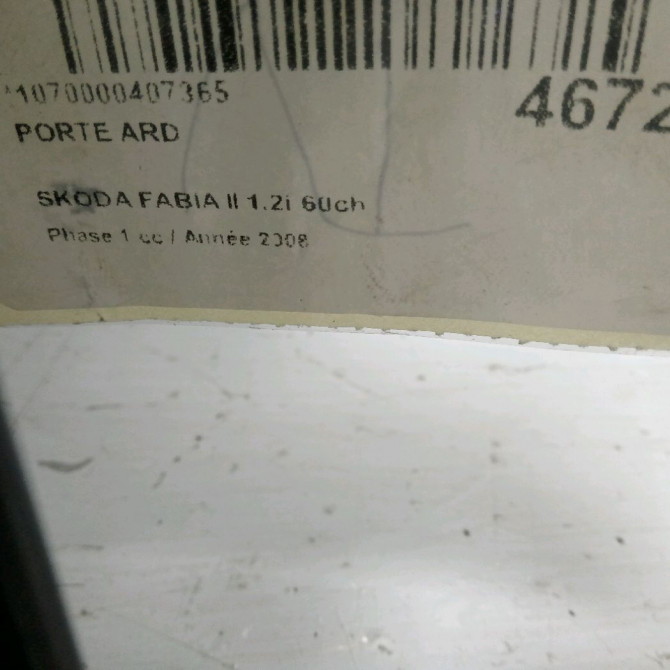 *1070000407365
4672
PORTE ARD
SKODA FABIA II 1.2i 60ch
Phase 1 cc / Année 2008